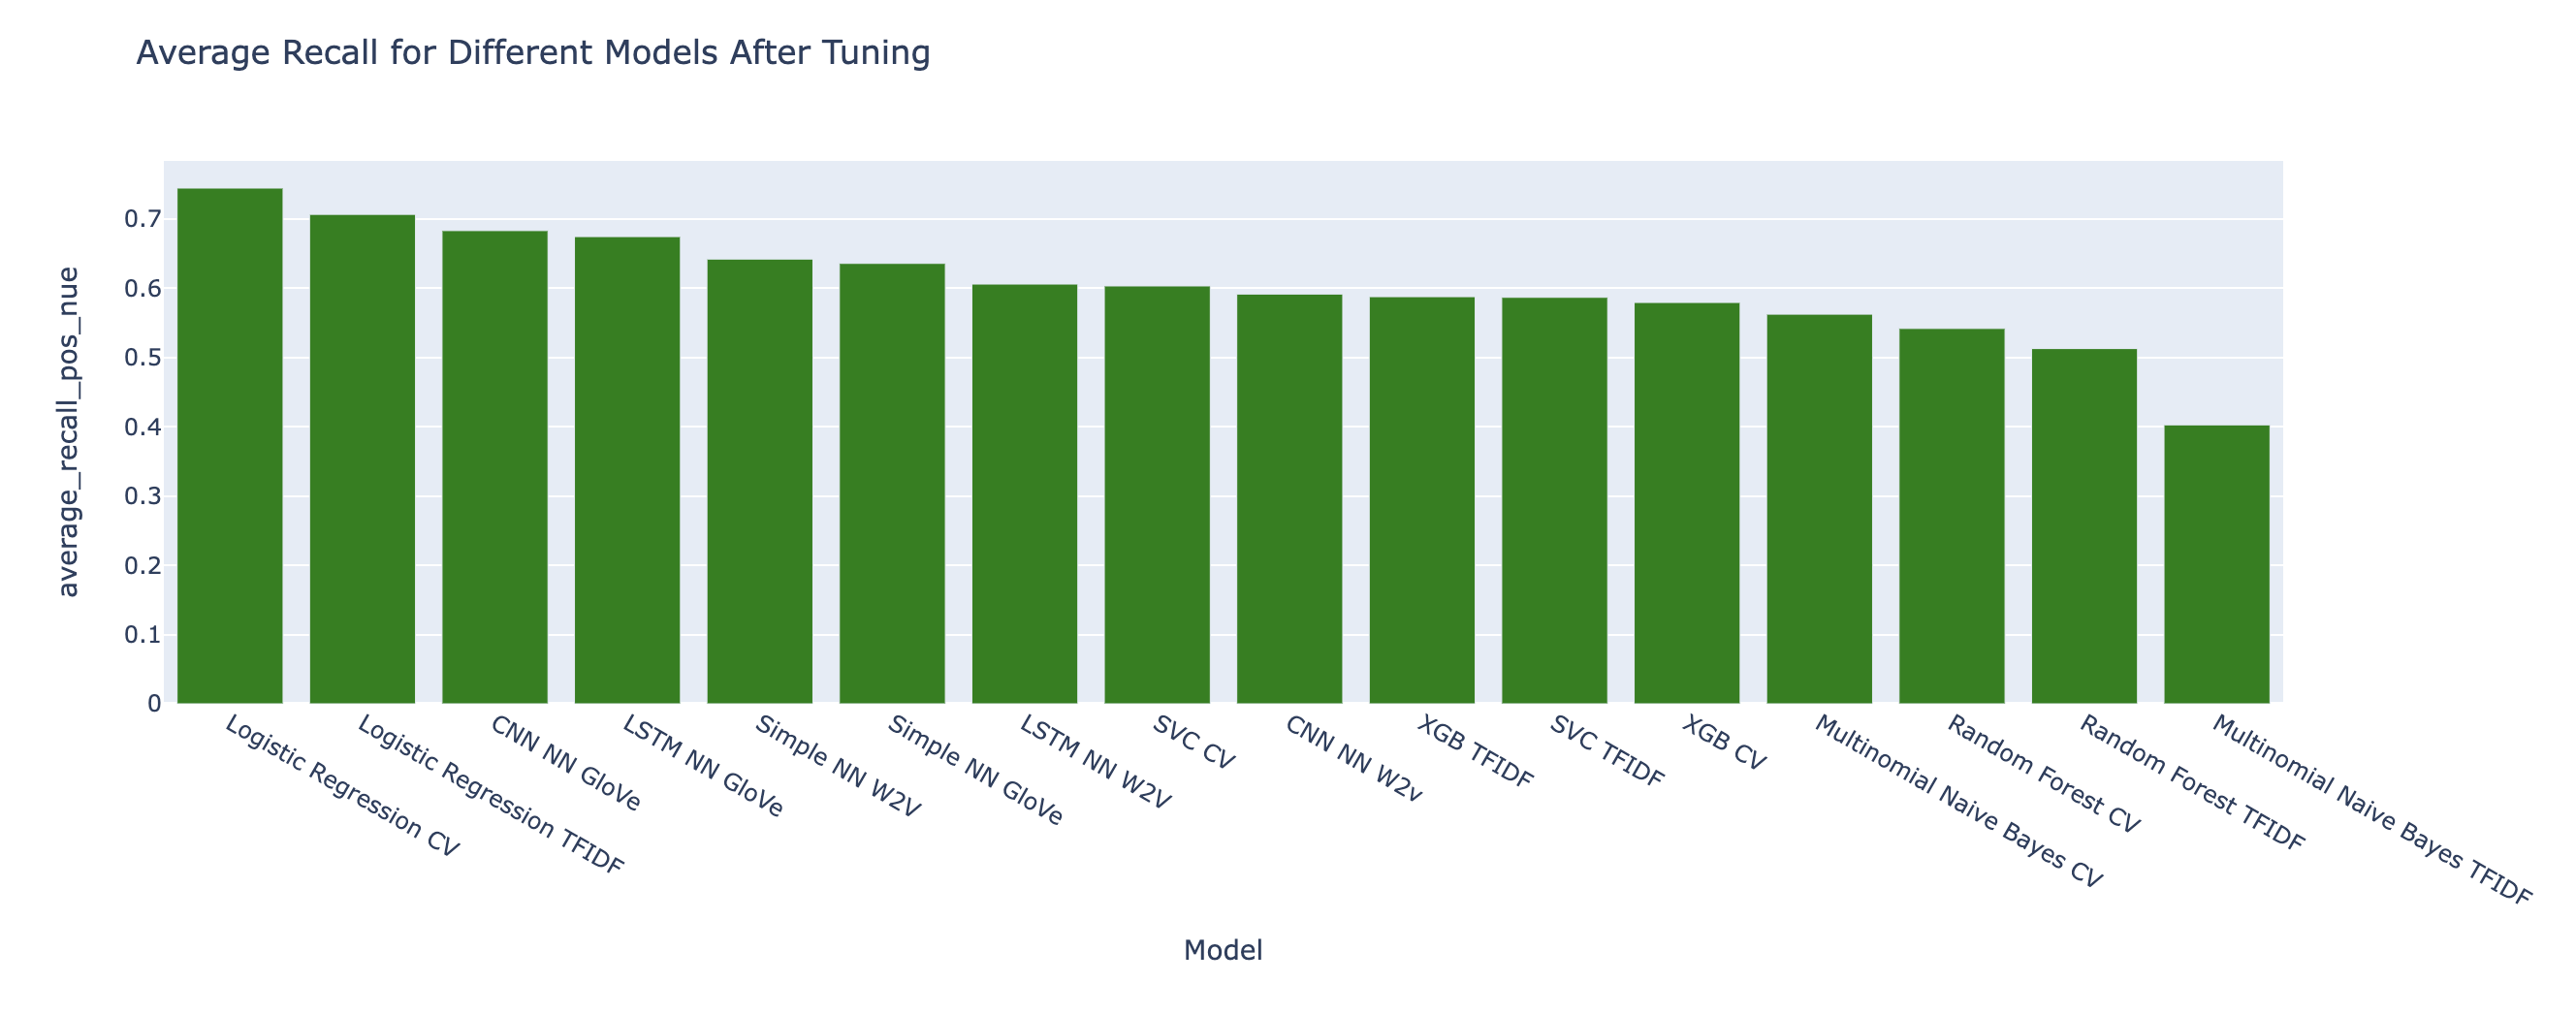 Average Recall for Different Models After Tuning
average_recall_pos_nue
0.7
0.6
0.5
0.4
0.3
0.2
0.1
0
Logistic Regression CV
Logistic Regression TFIDF
CNN NN GloVe
LSTM NN GloVe
Simple NN W2V
Simple NN GloVe
LSTM NN W2V
SVC CV
CNN NN W2v
XGB TFIDF
SVC TFIDF
XGB CV
Multinomial Naive Bayes CV
Random Forest CV
Random Forest TFIDF
Multinomial Naive Bayes TFIDF
Model